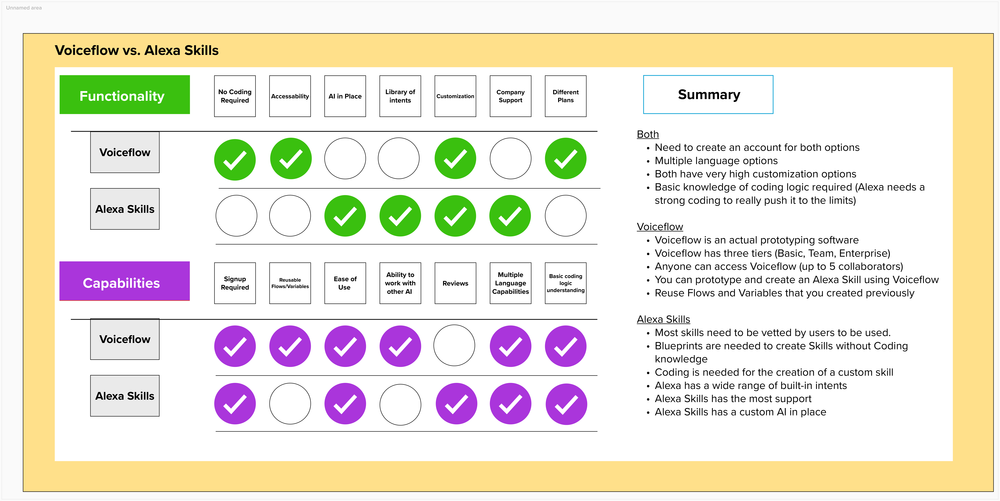 Unnamed area
Voiceflow vs. Alexa Skills
Functionality
No Coding
Required
Accessability
AI in Place
Library of
intents
Customization
Company
Support
Different
Plans
Voiceflow
Alexa Skills
Capabilities
Signup
Required
Reusable
Flows/Variables
Ease of
Use
Ability to
work with
other AI
Reviews
Multiple
Language
Capabilities
Basic coding
logic
understanding
Voiceflow
Alexa Skills
Summary
Both
• Need to create an account for both options
• Multiple language options
• Both have very high customization options
• Basic knowledge of coding logic required (Alexa needs a
strong coding to really push it to the limits)
Voiceflow
• Voiceflow is an actual prototyping software
• Voiceflow has three tiers (Basic, Team, Enterprise)
• Anyone can access Voiceflow (up to 5 collaborators)
• You can prototype and create an Alexa Skill using Voiceflow
• Reuse Flows and Variables that you created previously
Alexa Skills
• Most skills need to be vetted by users to be used.
• Blueprints are needed to create Skills without Coding
knowledge
• Coding is needed for the creation of a custom skill
• Alexa has a wide range of built-in intents
• Alexa Skills has the most support
• Alexa Skills has a custom AI in place